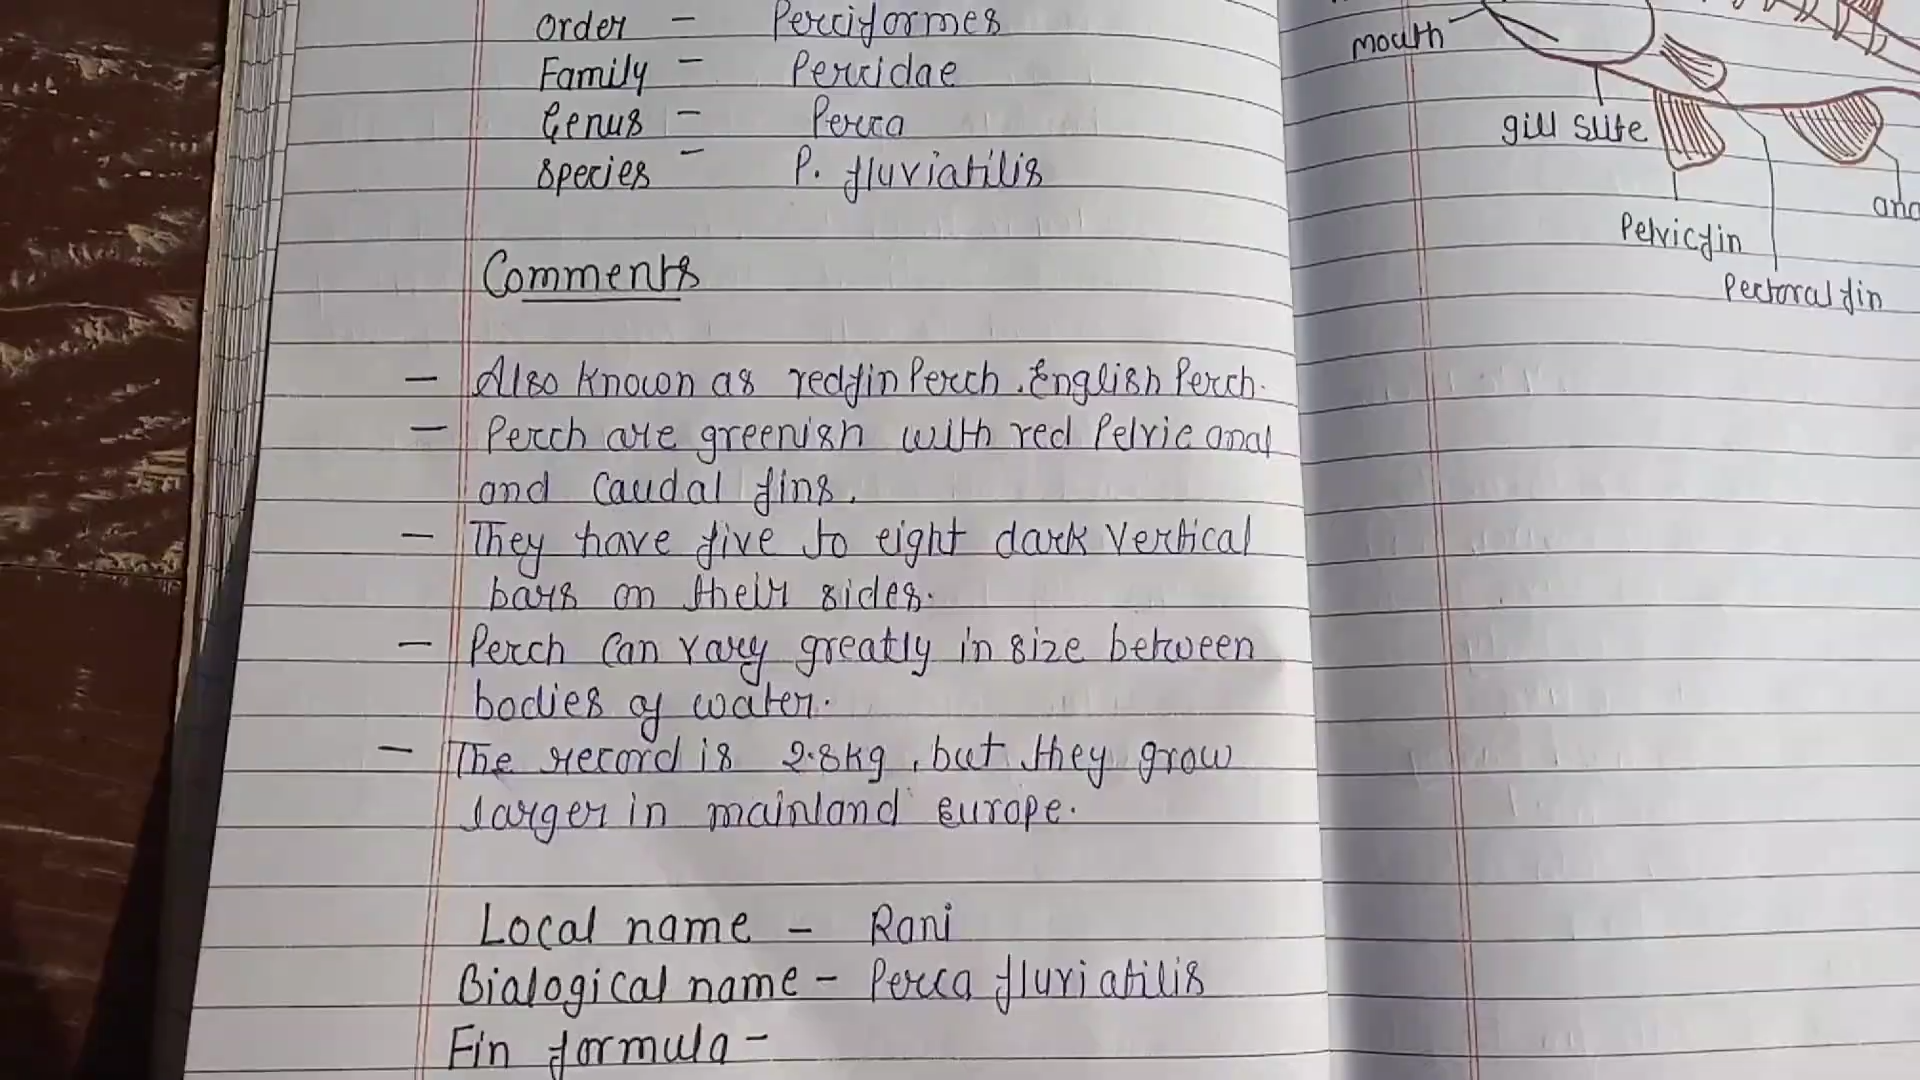 Order - Perciformes
Family - Percidae
Genus - Perca
Species - P. fluviatilis
Comments
- Also known as redfin Perch, English Perch.
- Perch are greenish with red Pelvic anal
and caudal fins.
- They have five to eight dark vertical
bars on their sides.
- Perch can vary greatly in size between
bodies of water.
- The record is 2.8kg, but they grow
larger in mainland europe.
Local name - Rani
Bialogical name - Perca fluviatilis
Fin formula -
mouth
gill slite
Pelvic fin
ana
Pectoral fin